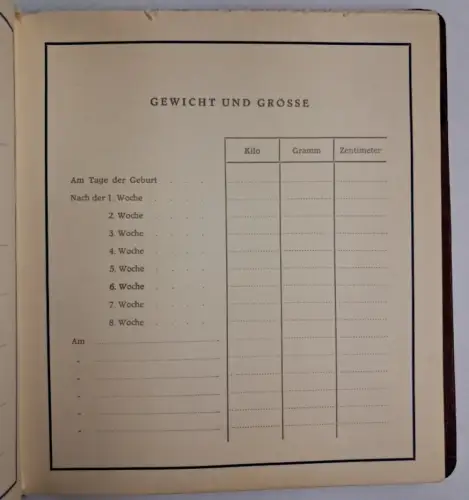 GEWICHT UND GRÖSSE
Kilo Gramm Zentimeter
Am Tage der Geburt . . . .
Nach der 1. Woche . . . .
2. Woche . . . .
3. Woche . . . .
4. Woche . . . .
5. Woche . . . .
6. Woche . . . .
7. Woche . . . .
8. Woche . . . .
Am
„
„
„
„
„